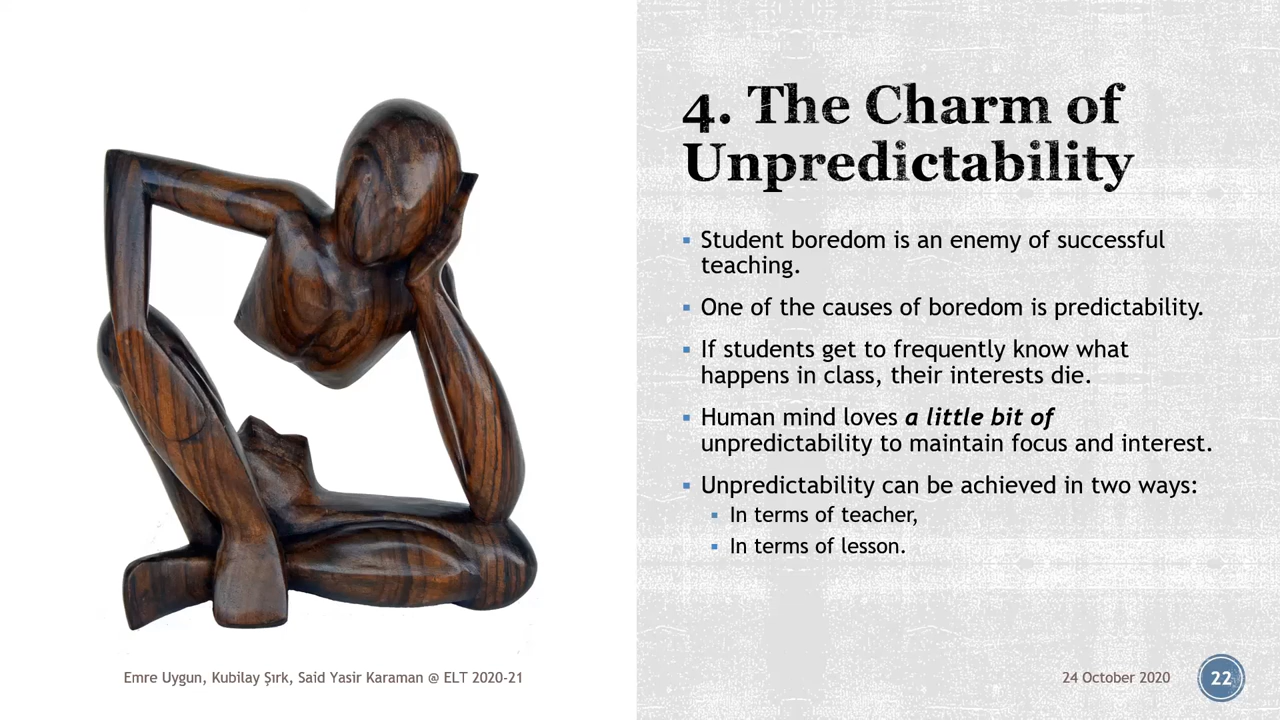 4. The Charm of
Unpredictability
▪ Student boredom is an enemy of successful
teaching.
▪ One of the causes of boredom is predictability.
▪ If students get to frequently know what
happens in class, their interests die.
▪ Human mind loves a little bit of
unpredictability to maintain focus and interest.
▪ Unpredictability can be achieved in two ways:
▪ In terms of teacher,
▪ In terms of lesson.
Emre Uygun, Kubilay Şırk, Said Yasir Karaman @ ELT 2020-21
24 October 2020
22